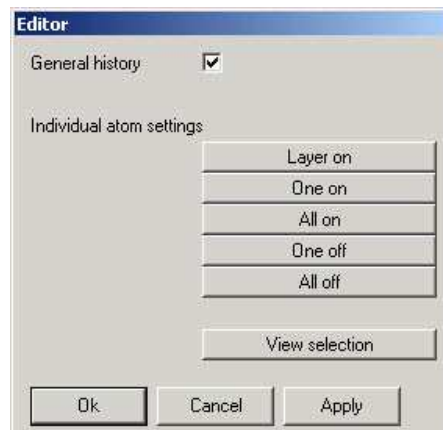 Editor
General history
Individual atom settings
Layer on
One on
All on
One off
All off
View selection
Ok Cancel Apply